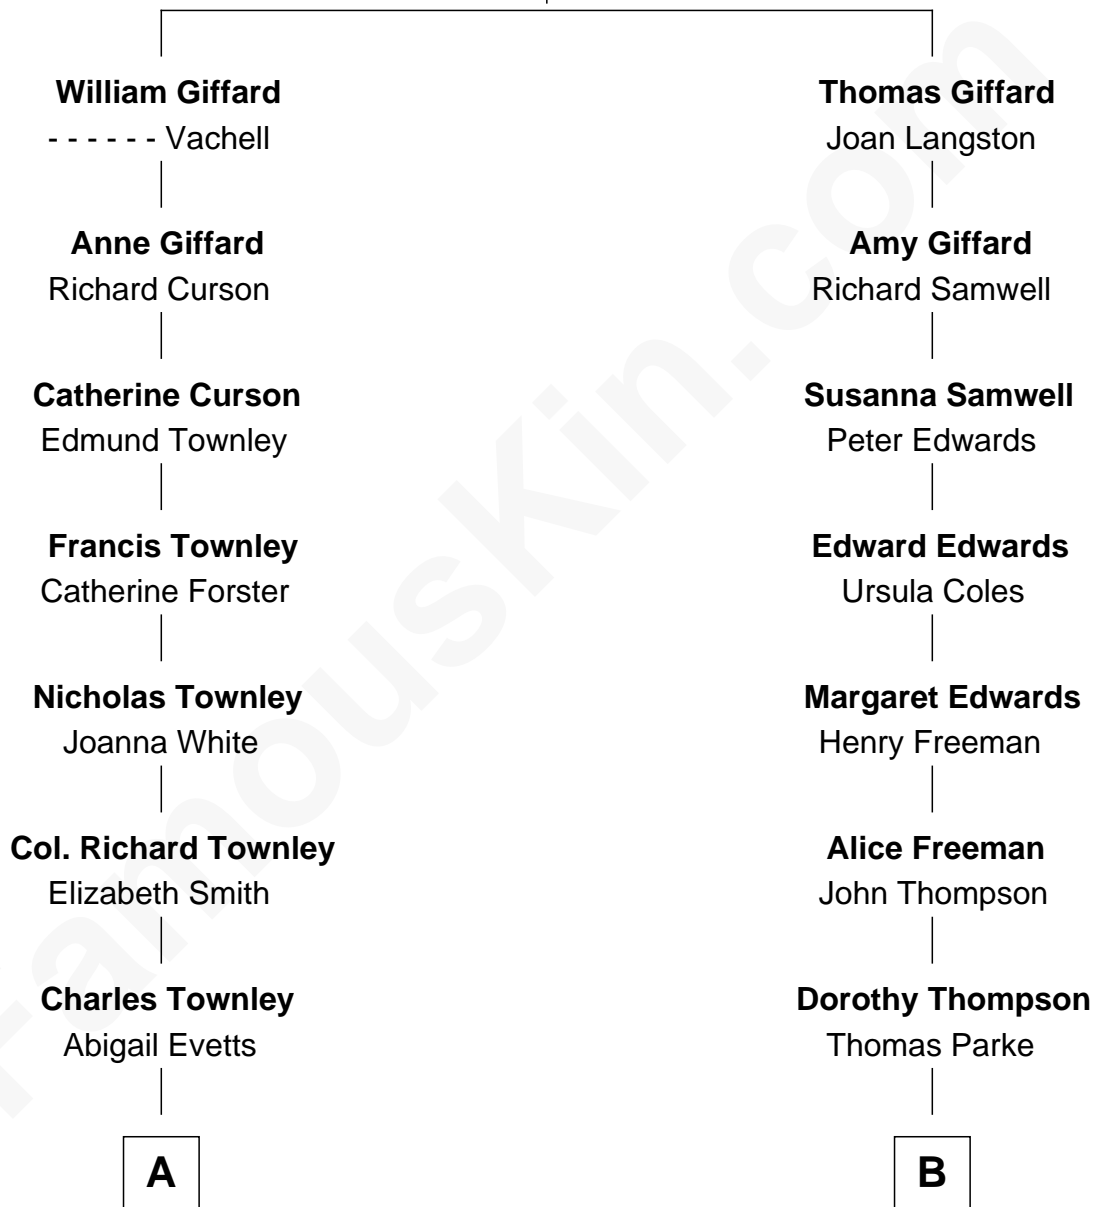 William Giffard
- - - - - - Vachell
Anne Giffard
Richard Curson
Catherine Curson
Edmund Townley
Francis Townley
Catherine Forster
Nicholas Townley
Joanna White
Col. Richard Townley
Elizabeth Smith
Charles Townley
Abigail Evetts
A
Thomas Giffard
Joan Langston
Amy Giffard
Richard Samwell
Susanna Samwell
Peter Edwards
Edward Edwards
Ursula Coles
Margaret Edwards
Henry Freeman
Alice Freeman
John Thompson
Dorothy Thompson
Thomas Parke
B
FamousKin.com